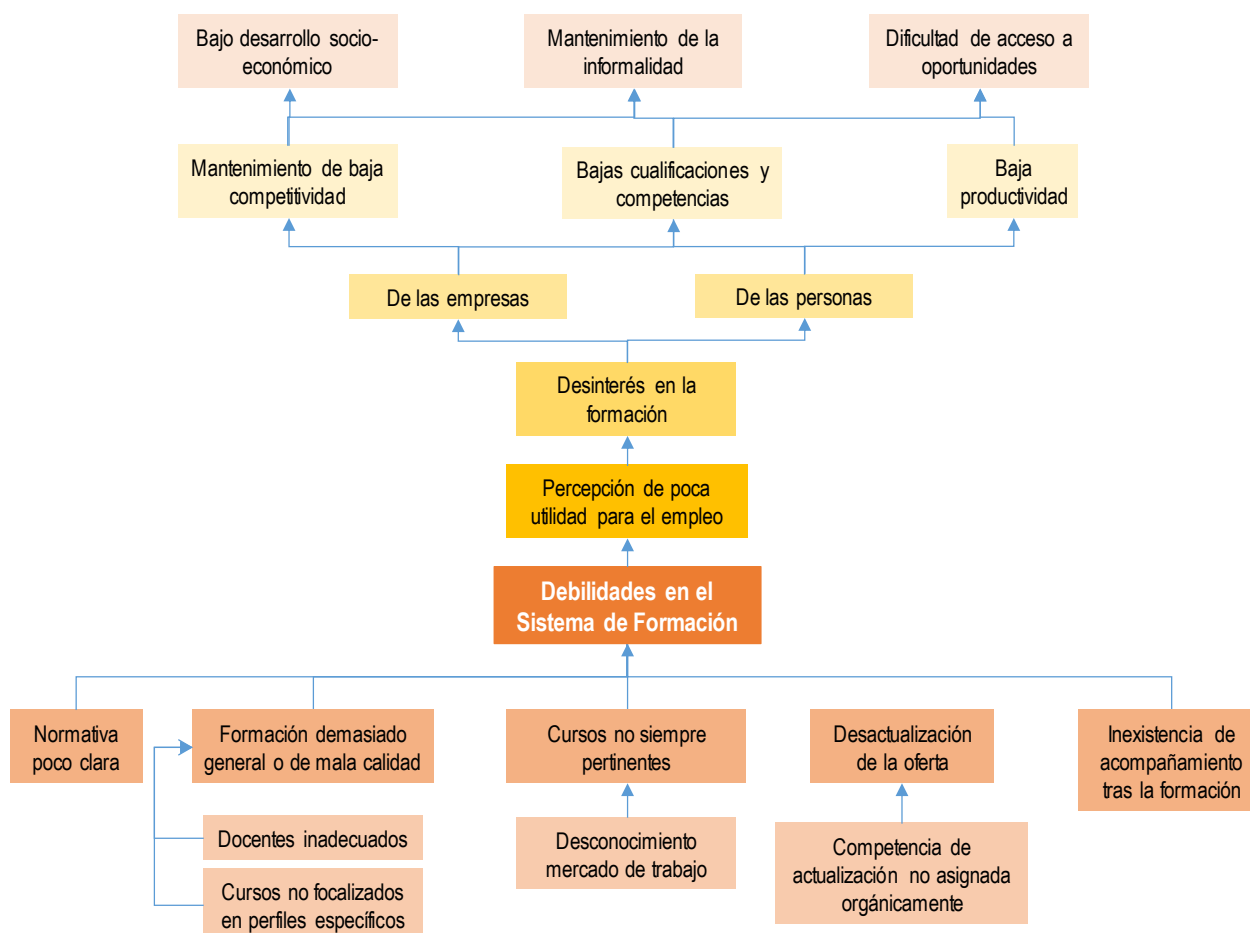 Bajo desarrollo socio-
económico
Mantenimiento de la
informalidad
Dificultad de acceso a
oportunidades
Mantenimiento de baja
competitividad
Bajas cualificaciones y
competencias
Baja
productividad
De las empresas
De las personas
Desinterés en la
formación
Percepción de poca
utilidad para el empleo
Debilidades en el
Sistema de Formación
Normativa
poco clara
Formación demasiado
general o de mala calidad
Cursos no siempre
pertinentes
Desactualización
de la oferta
Inexistencia de
acompañamiento
tras la formación
Docentes inadecuados
Cursos no focalizados
en perfiles específicos
Desconocimiento
mercado de trabajo
Competencia de
actualización no asignada
orgánicamente